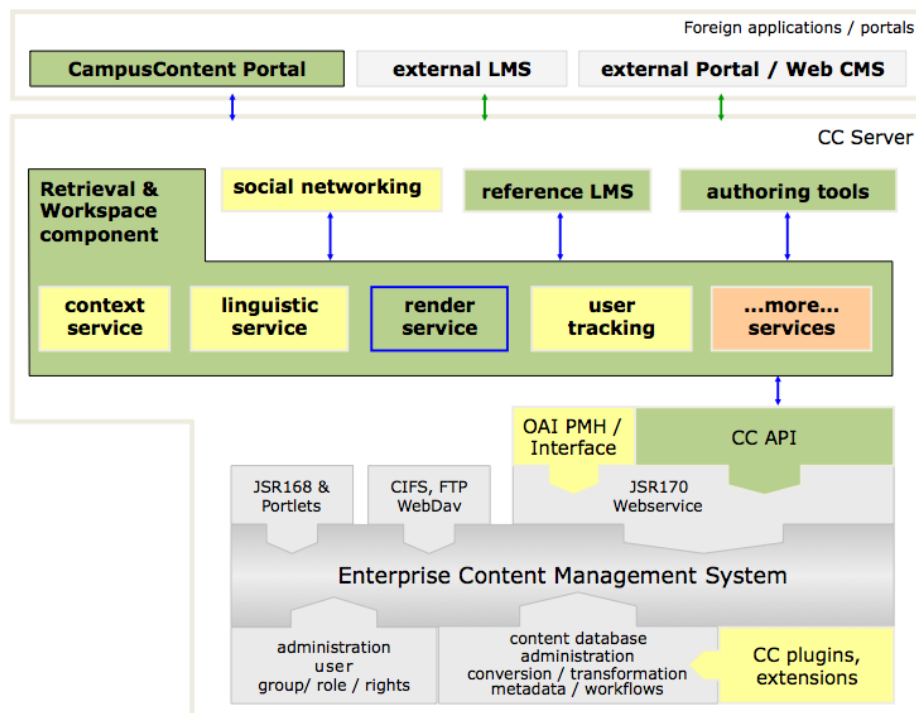 Foreign applications / portals
CampusContent Portal
external LMS
external Portal / Web CMS
CC Server
Retrieval &
Workspace
component
social networking
reference LMS
authoring tools
context
service
linguistic
service
render
service
user
tracking
...more...
services
OAI PMH /
Interface
CC API
JSR168 &
Portlets
CIFS, FTP
WebDav
JSR170
Webservice
Enterprise Content Management System
administration
user
group/ role / rights
content database
administration
conversion / transformation
metadata / workflows
CC plugins,
extensions